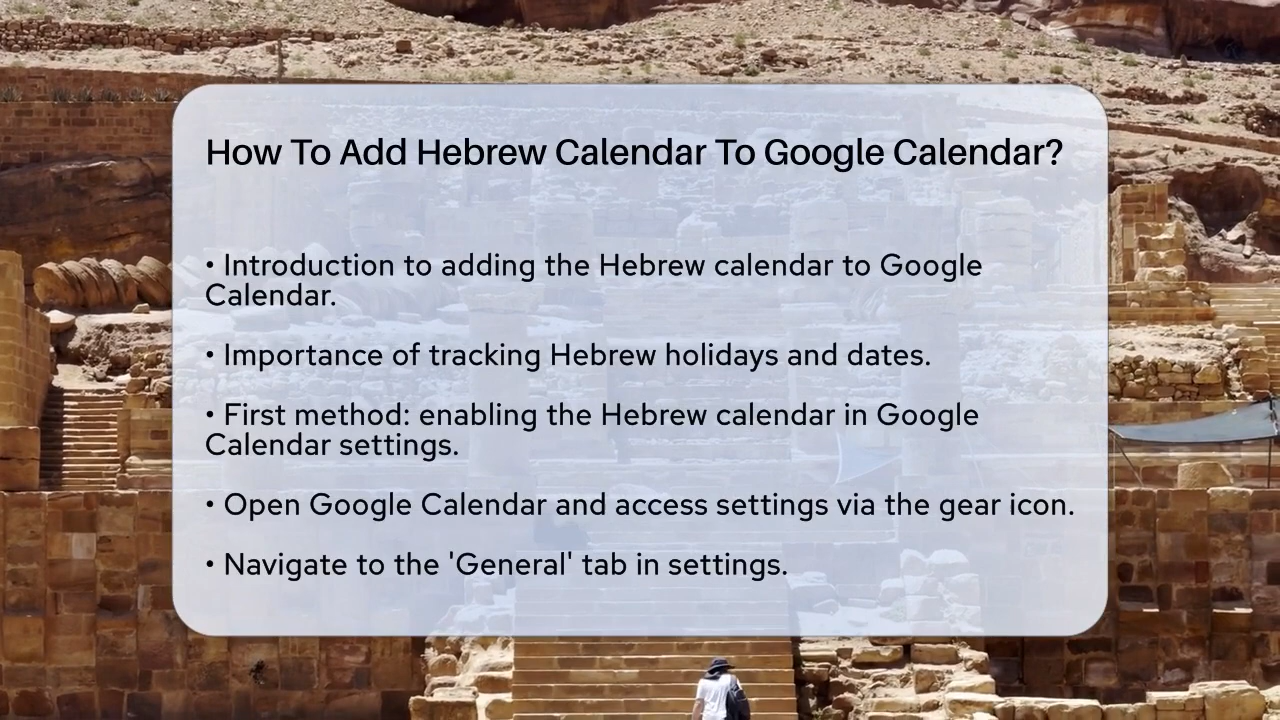 How To Add Hebrew Calendar To Google Calendar?
• Introduction to adding the Hebrew calendar to Google
Calendar.
• Importance of tracking Hebrew holidays and dates.
• First method: enabling the Hebrew calendar in Google
Calendar settings.
• Open Google Calendar and access settings via the gear icon.
• Navigate to the 'General' tab in settings.